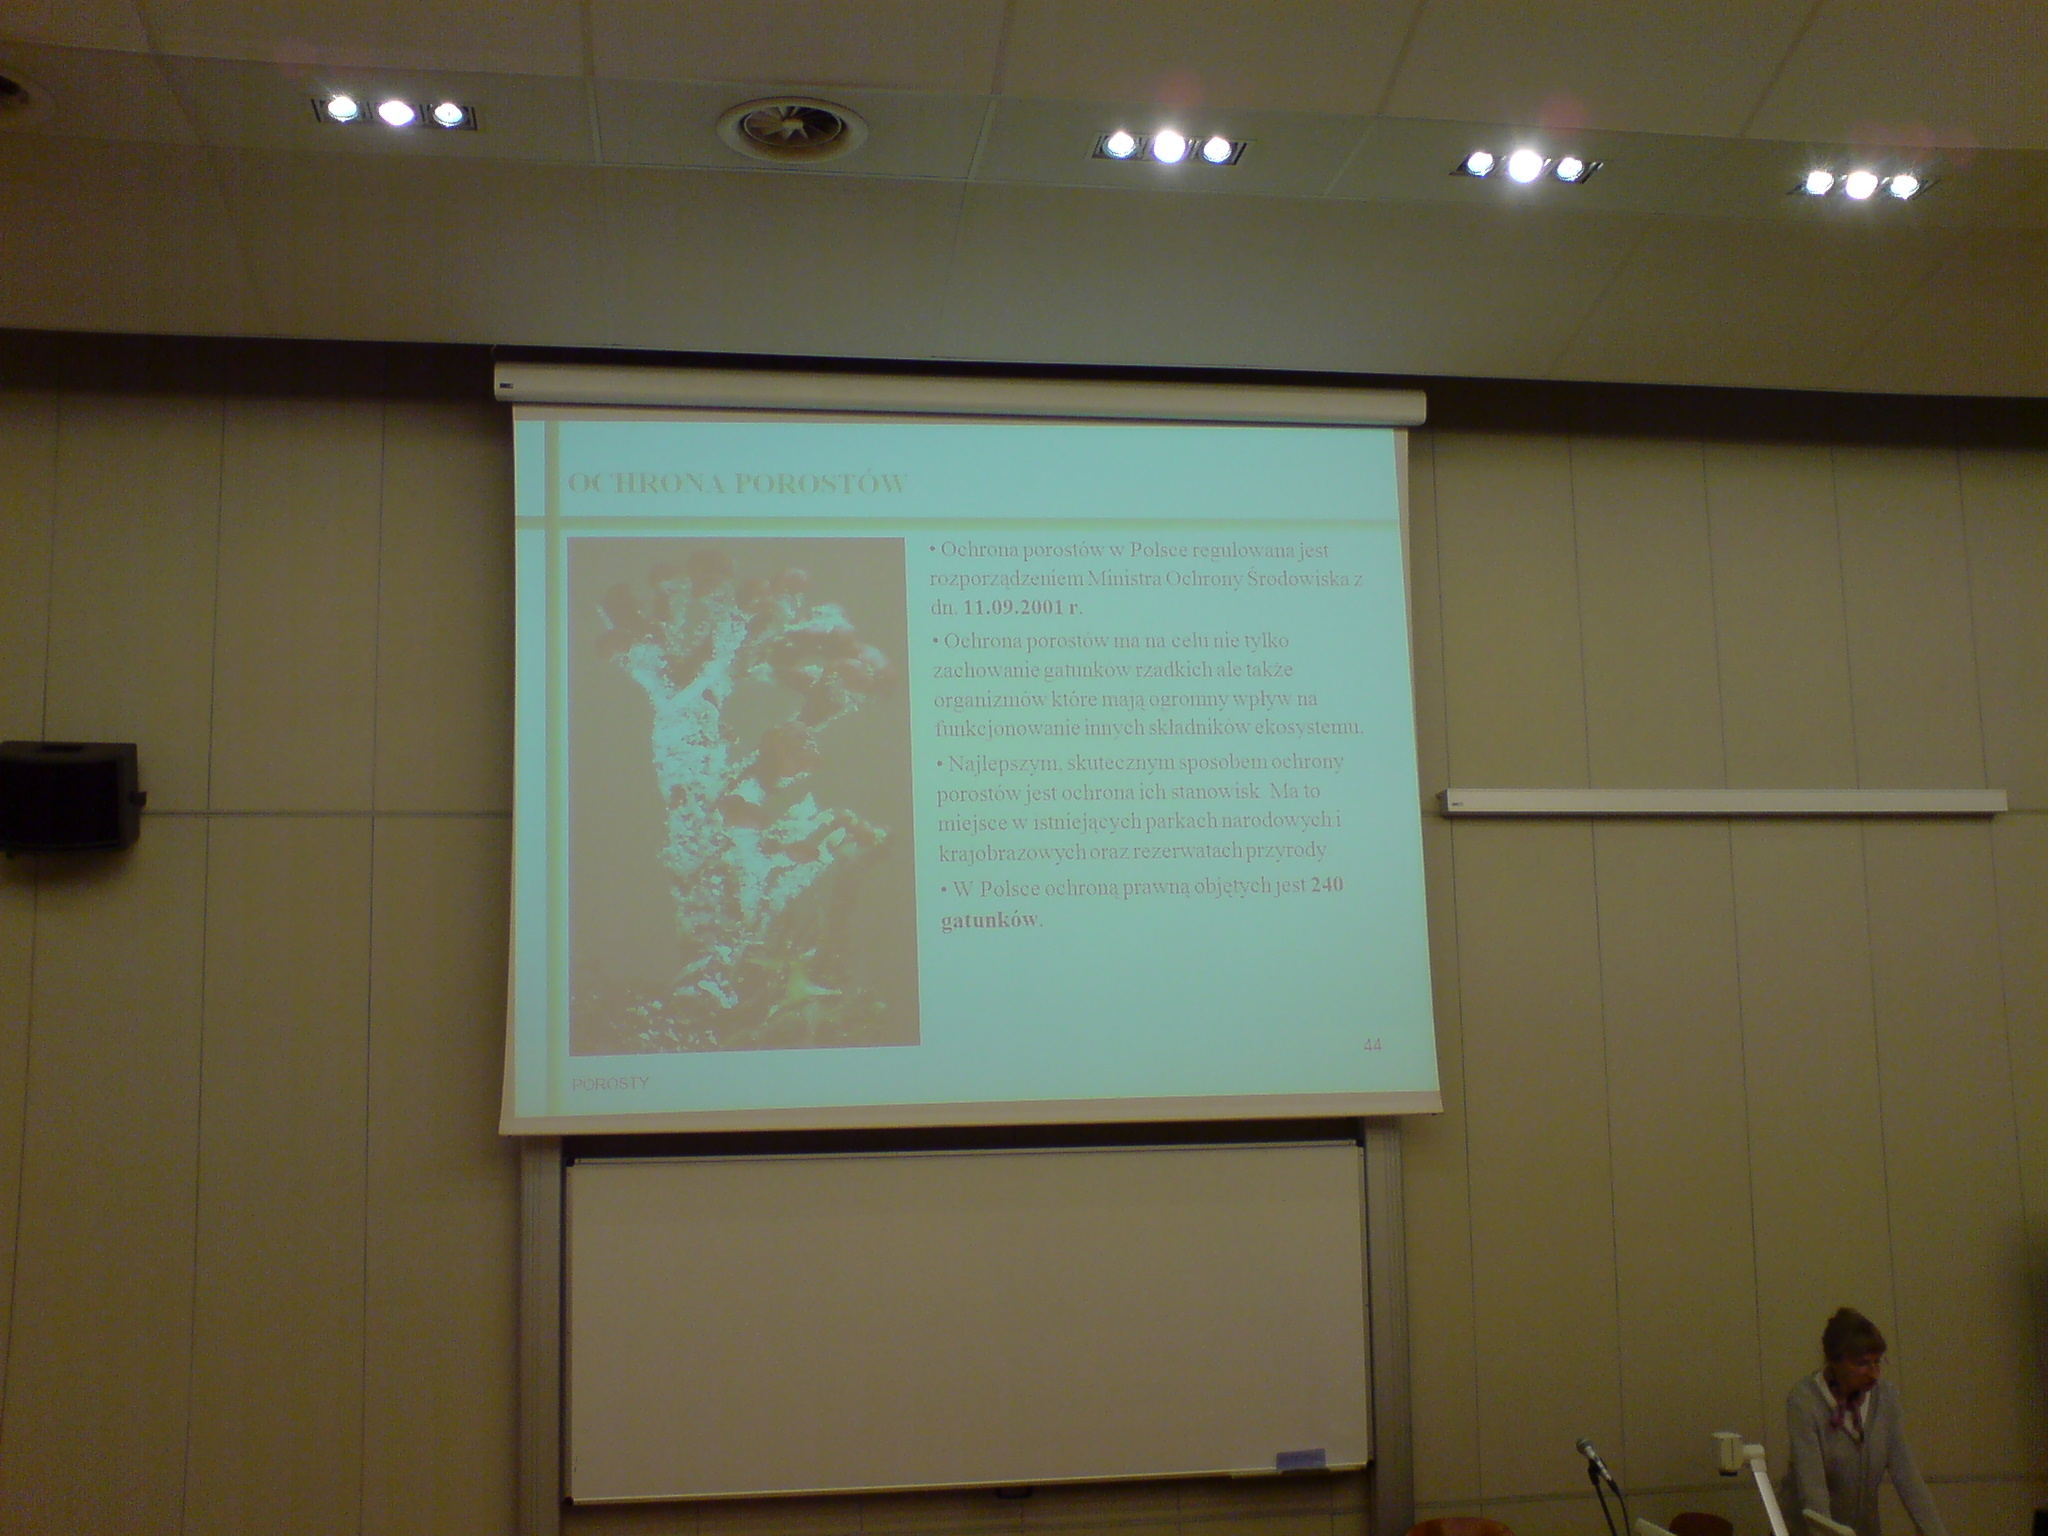 OCHRONA POROSTÓW
• Ochrona porostów w Polsce regulowana jest
rozporządzeniem Ministra Ochrony Środowiska z
dn. 11.09.2001 r.
• Ochrona porostów ma na celu nie tylko
zachowanie gatunków rzadkich ale także
organizmów które mają ogromny wpływ na
funkcjonowanie innych składników ekosystemu.
• Najlepszym, skutecznym sposobem ochrony
porostów jest ochrona ich stanowisk. Ma to
miejsce w istniejących parkach narodowych i
krajobrazowych oraz rezerwatach przyrody.
• W Polsce ochroną prawną objętych jest 240
gatunków.
44
POROSTY